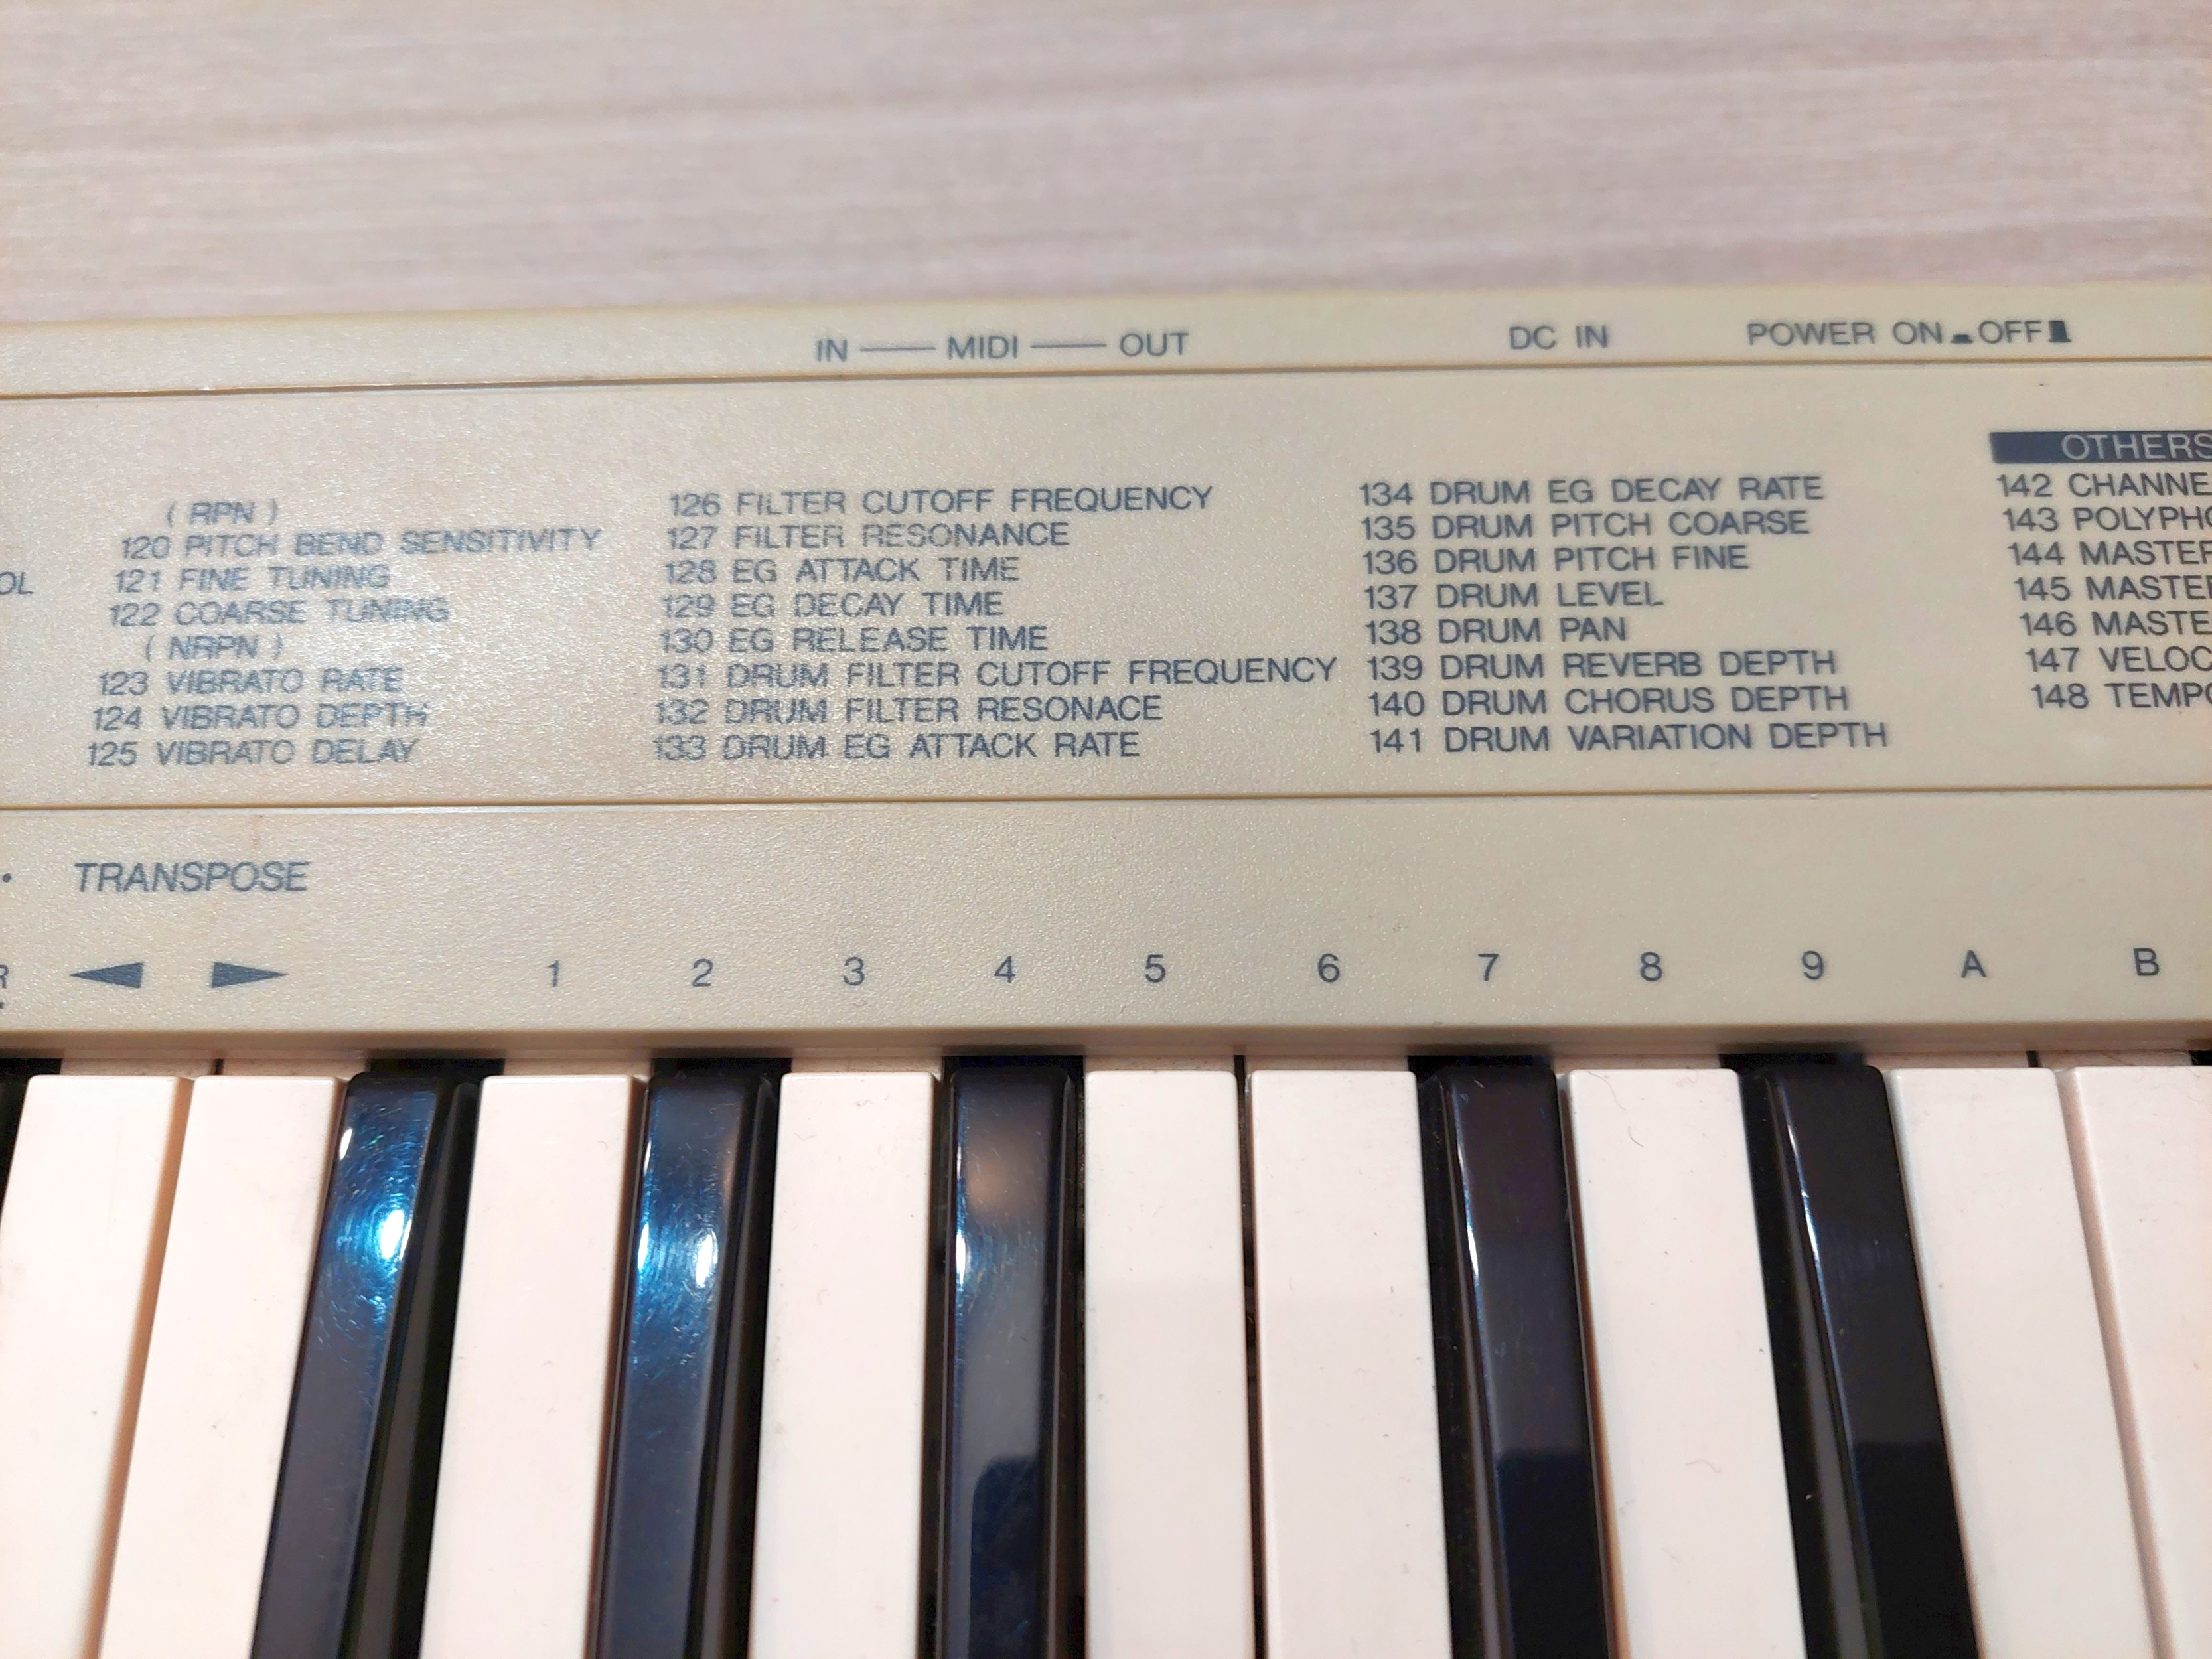 IN MIDI OUT
DC IN
POWER ON OFF
OTHERS
(RPN)
120 PITCH BEND SENSITIVITY
121 FINE TUNING
122 COARSE TUNING
(NRPN)
123 VIBRATO RATE
124 VIBRATO DEPTH
125 VIBRATO DELAY
126 FILTER CUTOFF FREQUENCY
127 FILTER RESONANCE
128 EG ATTACK TIME
129 EG DECAY TIME
130 EG RELEASE TIME
131 DRUM FILTER CUTOFF FREQUENCY
132 DRUM FILTER RESONACE
133 DRUM EG ATTACK RATE
134 DRUM EG DECAY RATE
135 DRUM PITCH COARSE
136 DRUM PITCH FINE
137 DRUM LEVEL
138 DRUM PAN
139 DRUM REVERB DEPTH
140 DRUM CHORUS DEPTH
141 DRUM VARIATION DEPTH
142 CHANNE
143 POLYPH
144 MASTER
145 MASTE
146 MASTE
147 VELOC
148 TEMP
TRANSPOSE
1 2 3 4 5 6 7 8 9 A B